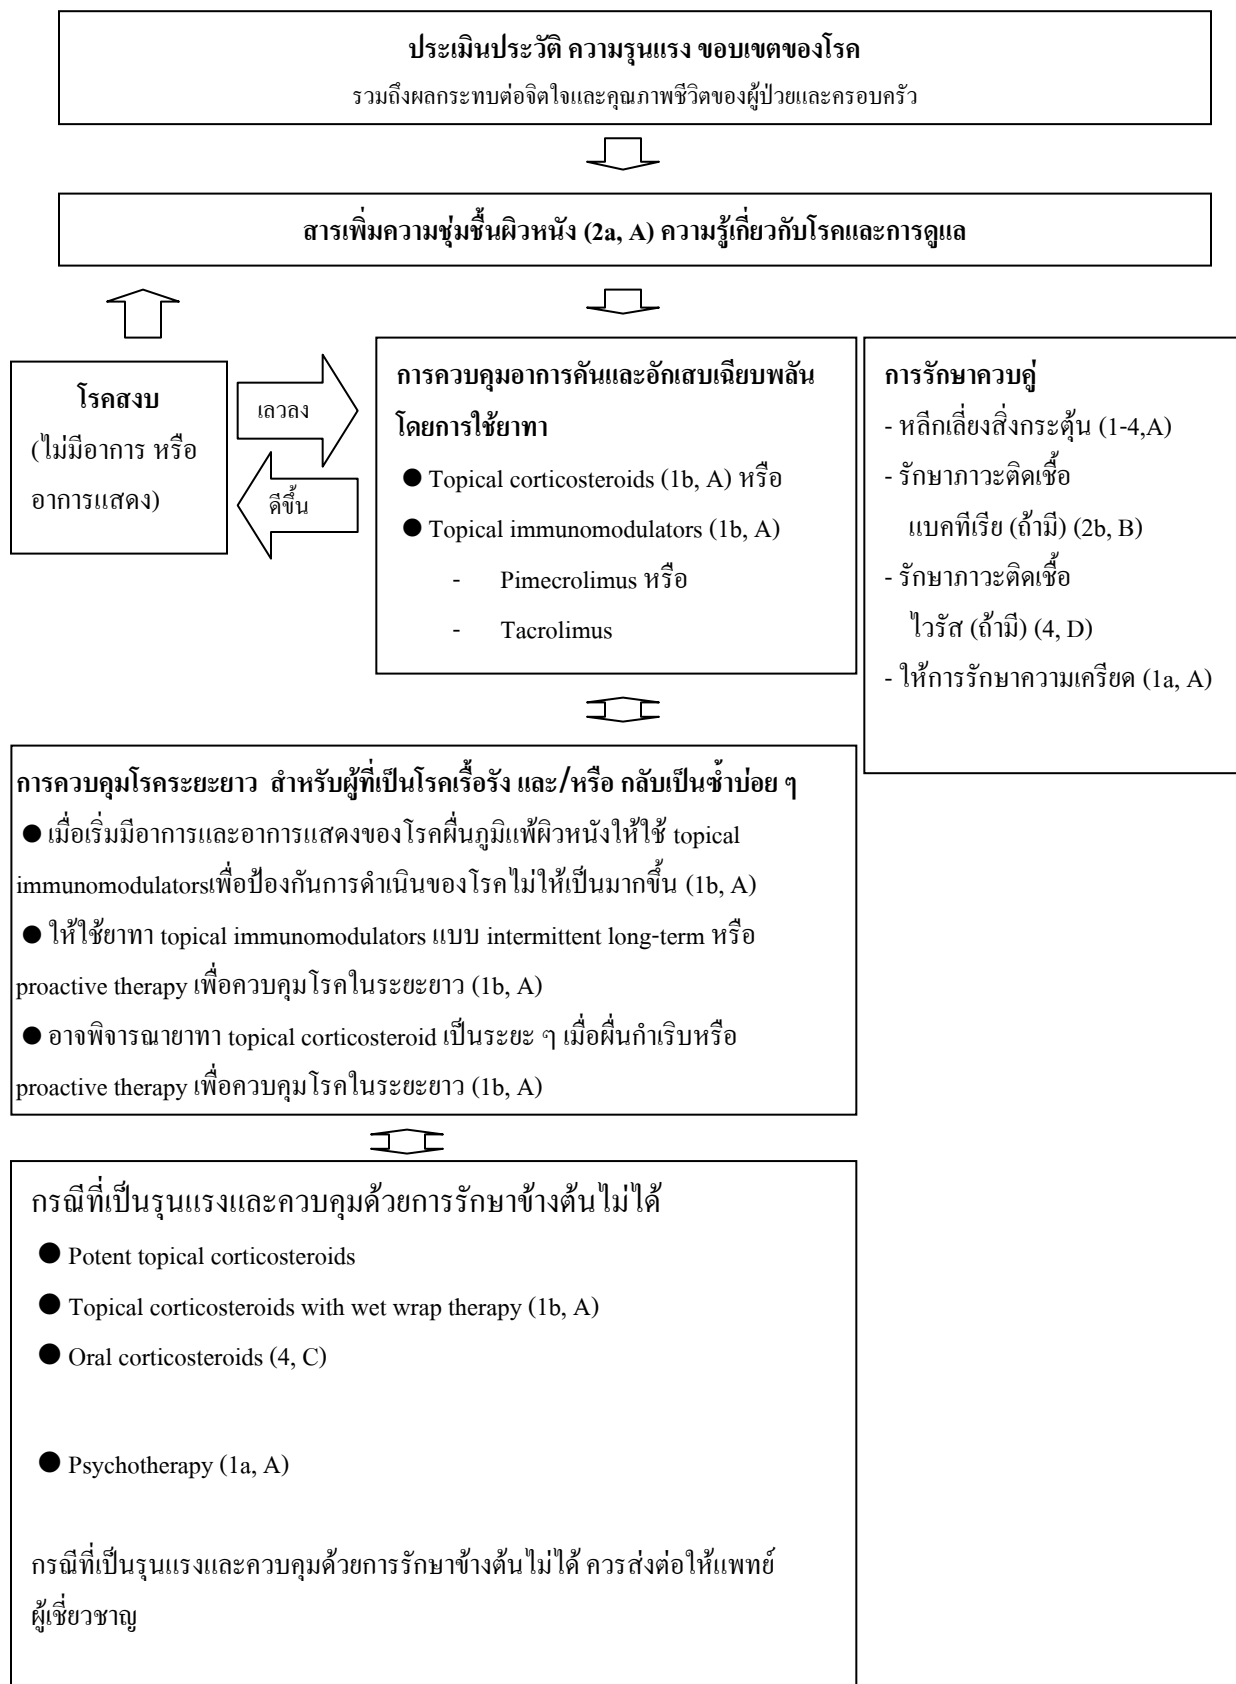 ประเมินประวัติ ความรุนแรง ขอบเขตของโรค
รวมถึงผลกระทบต่อจิตใจและคุณภาพชีวิตของผู้ป่วยและครอบครัว
สารเพิ่มความชุ่มชื้นผิวหนัง (2a, A) ความรู้เกี่ยวกับโรคและการดูแล
โรคสงบ
(ไม่มีอาการ หรือ
อาการแสดง)
เลวลง
ดีขึ้น
การควบคุมอาการคันและอักเสบเฉียบพลัน
โดยการใช้ยาทา
● Topical corticosteroids (1b, A) หรือ
● Topical immunomodulators (1b, A)
- Pimecrolimus หรือ
- Tacrolimus
การรักษาควบคู่
- หลีกเลี่ยงสิ่งกระตุ้น (1-4,A)
- รักษาภาวะติดเชื้อ
แบคทีเรีย (ถ้ามี) (2b, B)
- รักษาภาวะติดเชื้อ
ไวรัส (ถ้ามี) (4, D)
- ให้การรักษาความเครียด (1a, A)
การควบคุมโรคระยะยาว สำหรับผู้ที่เป็นโรคเรื้อรัง และ/หรือ กลับเป็นซ้ำบ่อย ๆ
● เมื่อเริ่มมีอาการและอาการแสดงของโรคผื่นภูมิแพ้ผิวหนังให้ใช้ topical
immunomodulatorsเพื่อป้องกันการดำเนินของโรคไม่ให้เป็นมากขึ้น (1b, A)
● ให้ใช้ยาทา topical immunomodulators แบบ intermittent long-term หรือ
proactive therapy เพื่อควบคุมโรคในระยะยาว (1b, A)
● อาจพิจารณายาทา topical corticosteroid เป็นระยะ ๆ เมื่อผื่นกำเริบหรือ
proactive therapy เพื่อควบคุมโรคในระยะยาว (1b, A)
กรณีที่เป็นรุนแรงและควบคุมด้วยการรักษาข้างต้นไม่ได้
● Potent topical corticosteroids
● Topical corticosteroids with wet wrap therapy (1b, A)
● Oral corticosteroids (4, C)
● Psychotherapy (1a, A)
กรณีที่เป็นรุนแรงและควบคุมด้วยการรักษาข้างต้นไม่ได้ ควรส่งต่อให้แพทย์
ผู้เชี่ยวชาญ